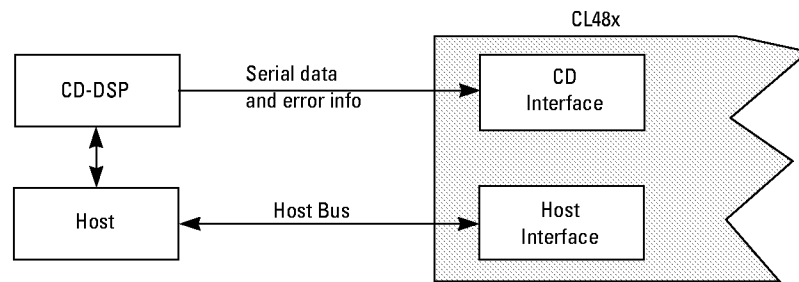 CL48x
CD-DSP
Serial data
and error info
CD
Interface
Host
Host Bus
Host
Interface